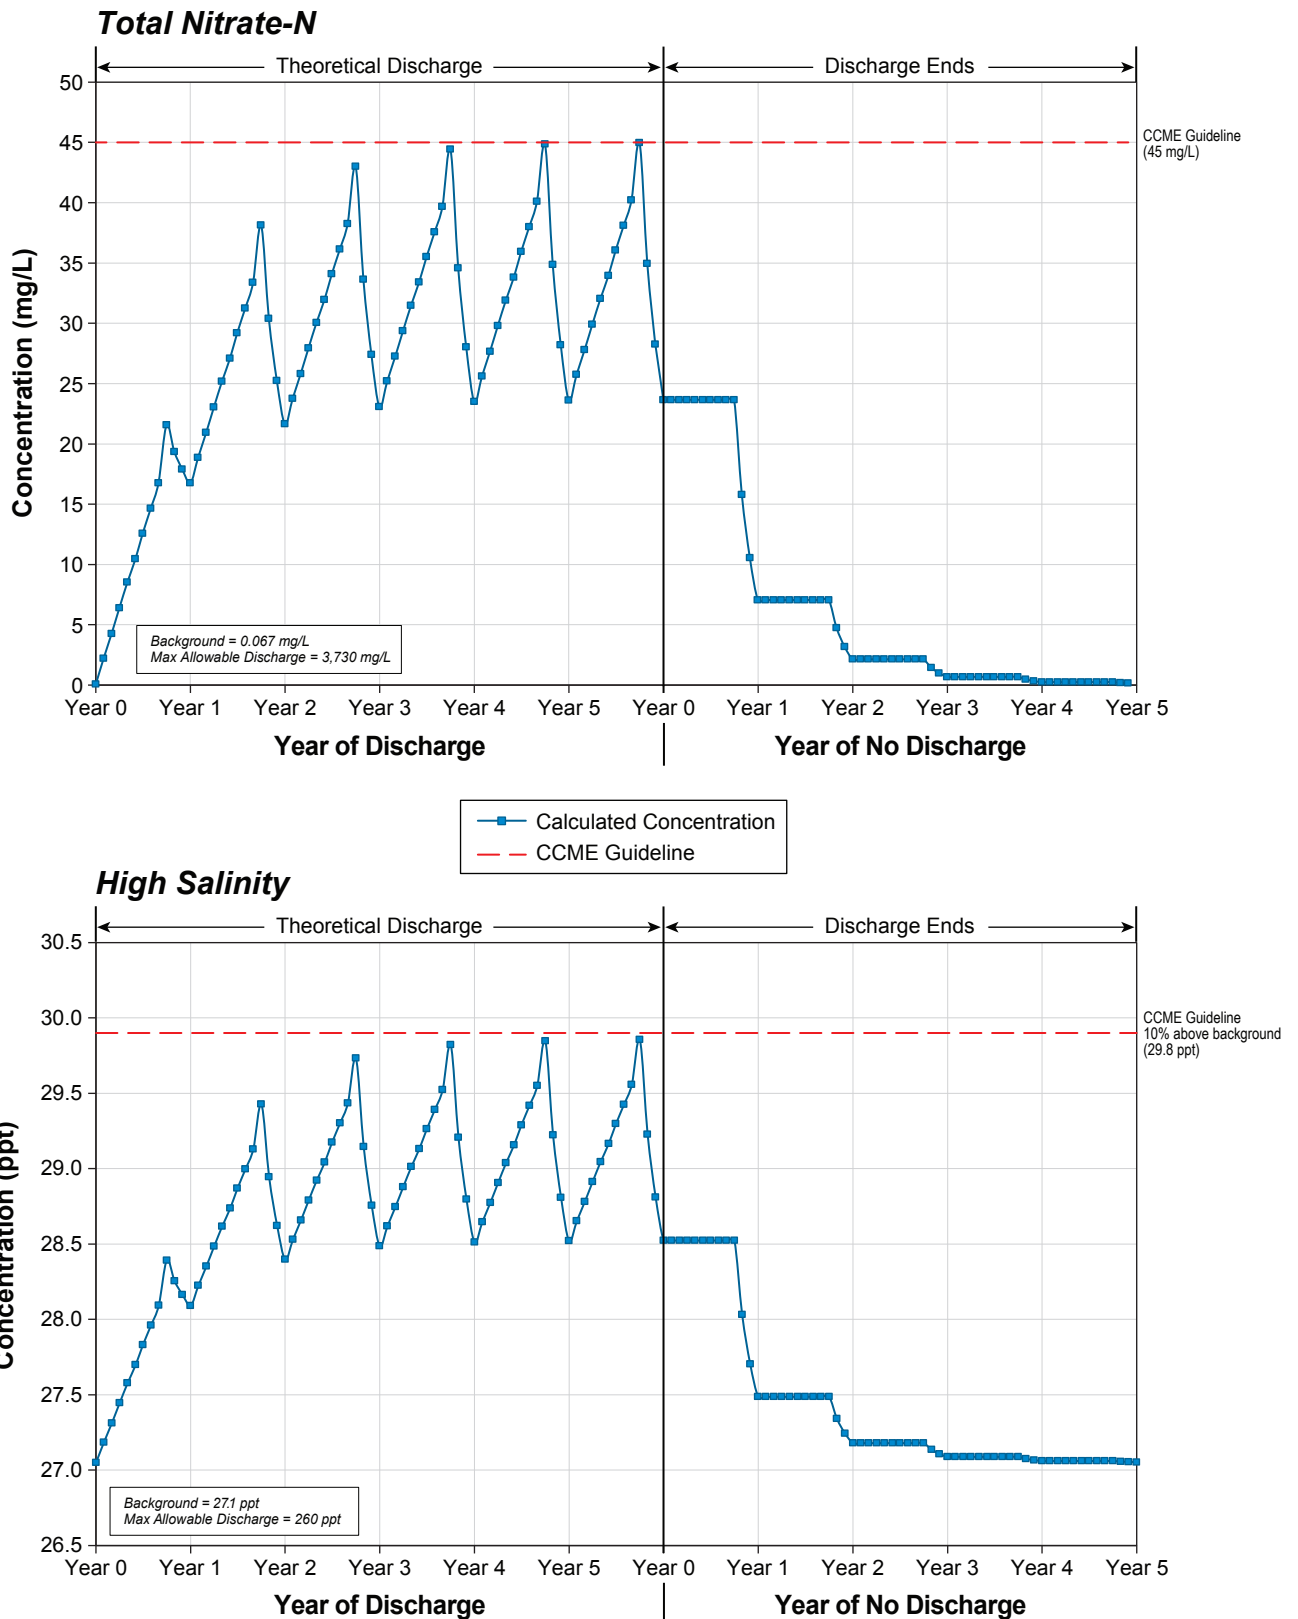 Total Nitrate-N
Theoretical Discharge
Discharge Ends
50
45
40
35
30
25
20
15
10
5
0
Concentration (mg/L)
CCME Guideline
(45 mg/L)
Background = 0.067 mg/L
Max Allowable Discharge = 3,730 mg/L
Year 0 Year 1 Year 2 Year 3 Year 4 Year 5 Year 0 Year 1 Year 2 Year 3 Year 4 Year 5
Year of Discharge
Year of No Discharge
Calculated Concentration
CCME Guideline
High Salinity
Theoretical Discharge
Discharge Ends
30.5
30.0
29.5
29.0
28.5
28.0
27.5
27.0
26.5
Concentration (ppt)
CCME Guideline
10% above background
(29.8 ppt)
Background = 27.1 ppt
Max Allowable Discharge = 260 ppt
Year 0 Year 1 Year 2 Year 3 Year 4 Year 5 Year 0 Year 1 Year 2 Year 3 Year 4 Year 5
Year of Discharge
Year of No Discharge